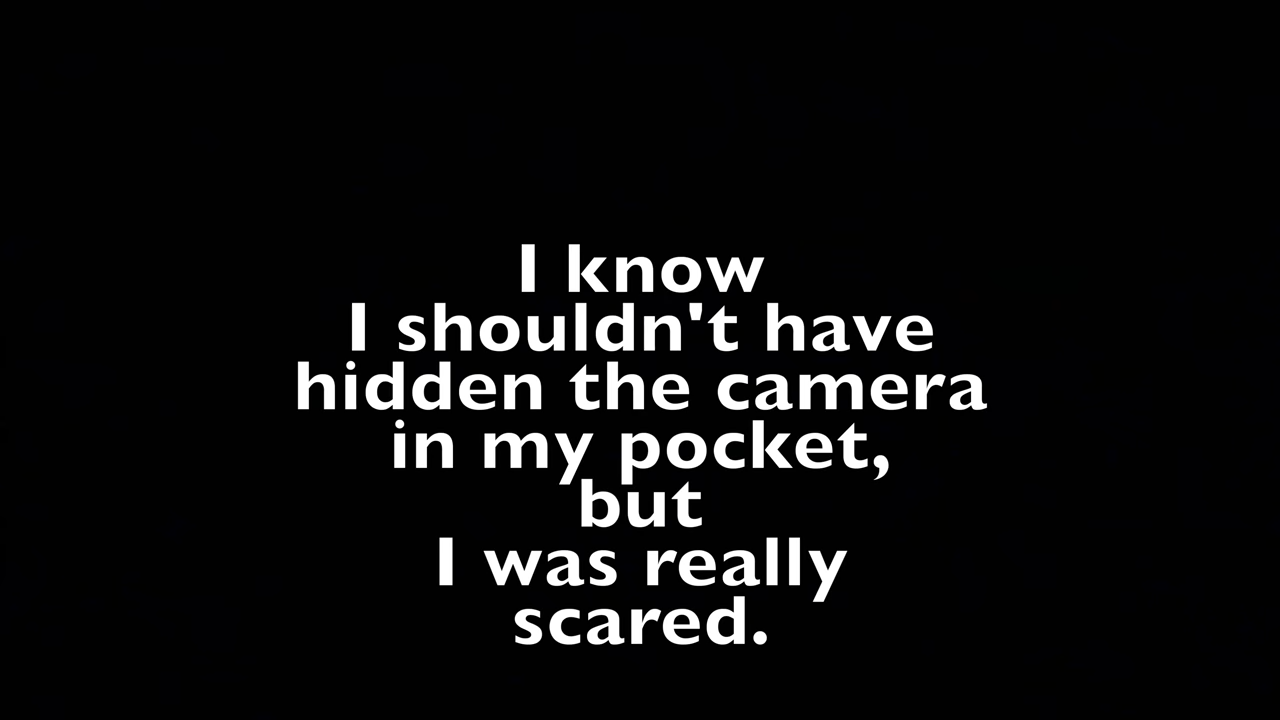 I know
I shouldn't have
hidden the camera
in my pocket,
but
I was really
scared.